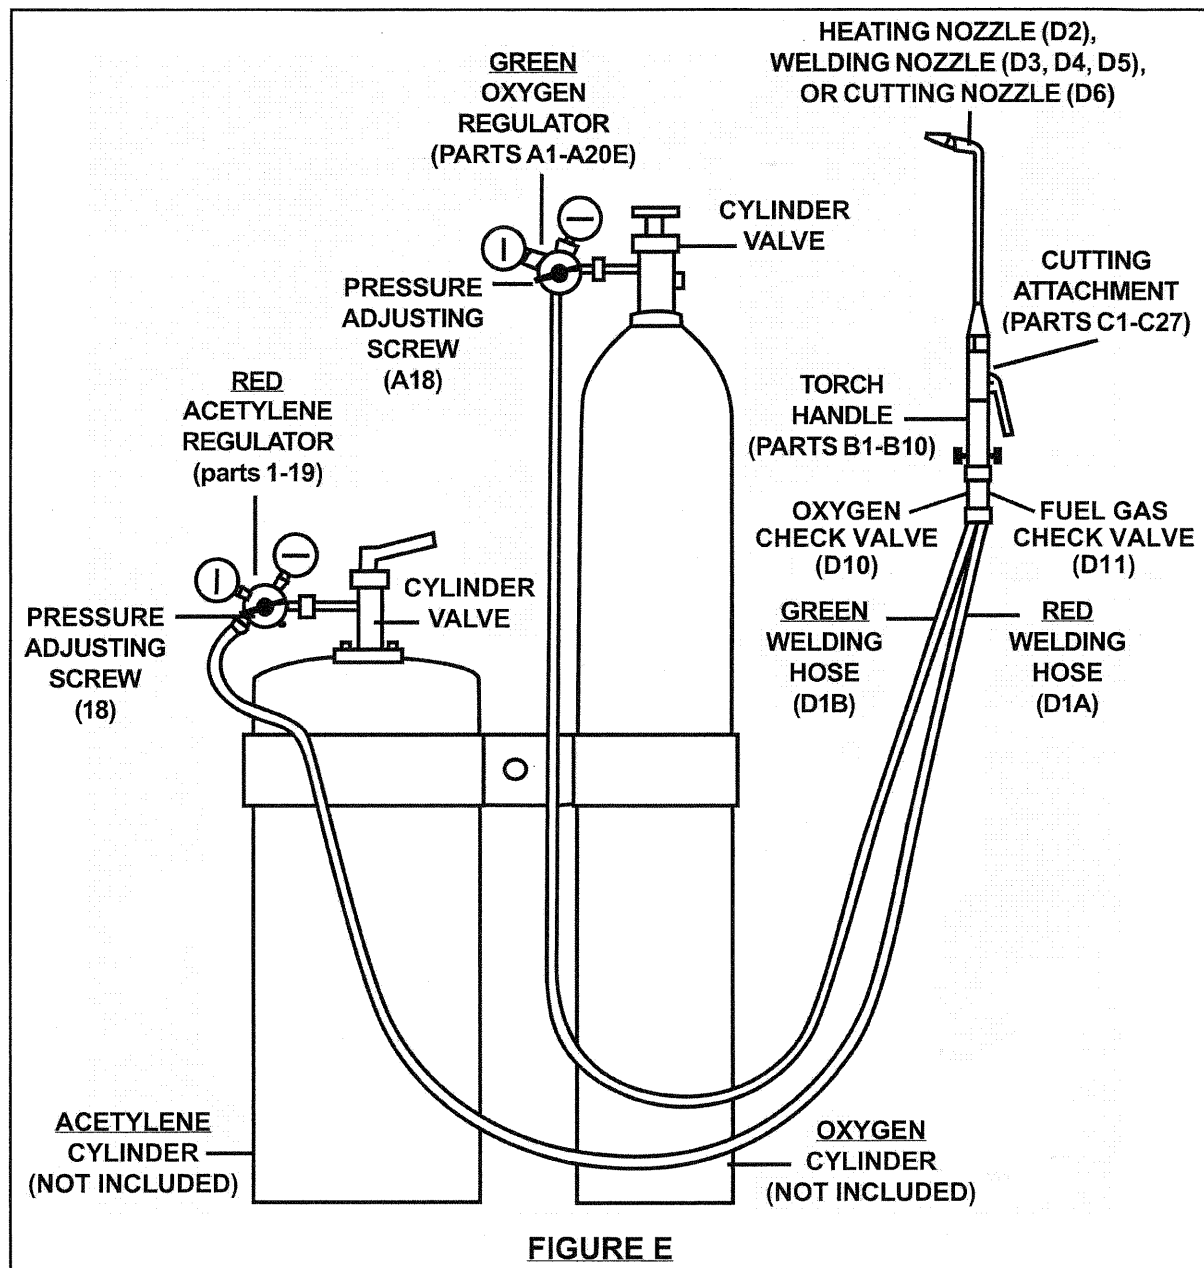 HEATING NOZZLE (D2),
WELDING NOZZLE (D3, D4, D5),
OR CUTTING NOZZLE (D6)
GREEN
OXYGEN
REGULATOR
(PARTS A1-A20E)
CYLINDER
VALVE
CUTTING
ATTACHMENT
(PARTS C1-C27)
PRESSURE
ADJUSTING
SCREW
(A18)
RED
ACETYLENE
REGULATOR
(parts 1-19)
TORCH
HANDLE
(PARTS B1-B10)
OXYGEN
CHECK VALVE
(D10)
FUEL GAS
CHECK VALVE
(D11)
CYLINDER
VALVE
PRESSURE
ADJUSTING
SCREW
(18)
GREEN
WELDING
HOSE
(D1B)
RED
WELDING
HOSE
(D1A)
ACETYLENE
CYLINDER
(NOT INCLUDED)
OXYGEN
CYLINDER
(NOT INCLUDED)
FIGURE E